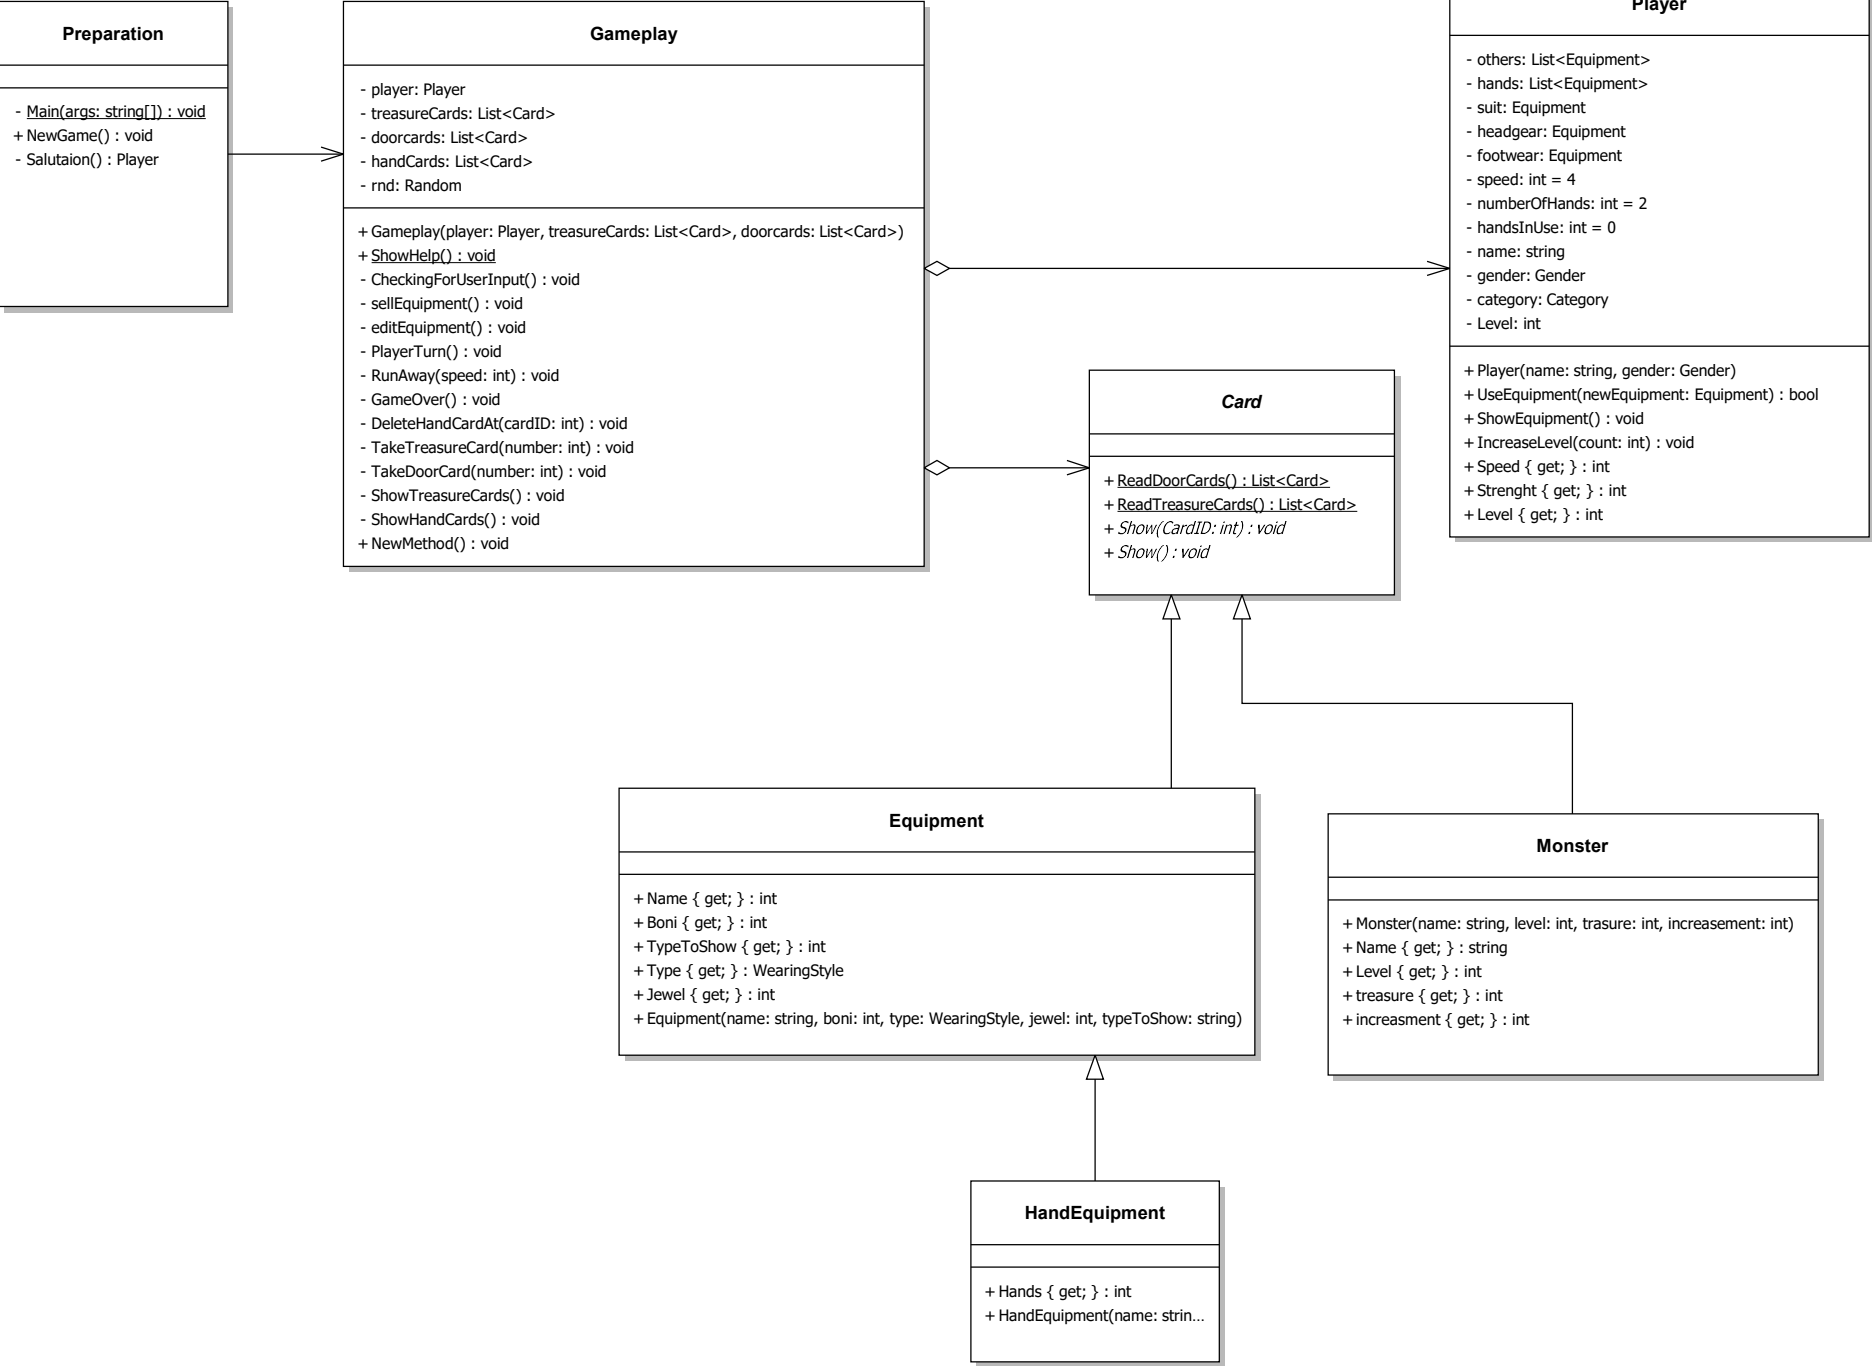 Preparation
- Main(args: string[]) : void
+ NewGame() : void
- Salutaion() : Player
Gameplay
- player: Player
- treasureCards: List<Card>
- doorcards: List<Card>
- handCards: List<Card>
- rnd: Random
+ Gameplay(player: Player, treasureCards: List<Card>, doorcards: List<Card>)
+ ShowHelp() : void
- CheckingForUserInput() : void
- sellEquipment() : void
- editEquipment() : void
- PlayerTurn() : void
- RunAway(speed: int) : void
- GameOver() : void
- DeleteHandCardAt(cardID: int) : void
- TakeTreasureCard(number: int) : void
- TakeDoorCard(number: int) : void
- ShowTreasureCards() : void
- ShowHandCards() : void
+ NewMethod() : void
Player
- others: List<Equipment>
- hands: List<Equipment>
- suit: Equipment
- headgear: Equipment
- footwear: Equipment
- speed: int = 4
- numberOfHands: int = 2
- handsInUse: int = 0
- name: string
- gender: Gender
- category: Category
- Level: int
+ Player(name: string, gender: Gender)
+ UseEquipment(newEquipment: Equipment) : bool
+ ShowEquipment() : void
+ IncreaseLevel(count: int) : void
+ Speed { get; } : int
+ Strenght { get; } : int
+ Level { get; } : int
Card
+ ReadDoorCards() : List<Card>
+ ReadTreasureCards() : List<Card>
+ Show(CardID: int) : void
+ Show() : void
Equipment
+ Name { get; } : int
+ Boni { get; } : int
+ TypeToShow { get; } : int
+ Type { get; } : WearingStyle
+ Jewel { get; } : int
+ Equipment(name: string, boni: int, type: WearingStyle, jewel: int, typeToShow: string)
Monster
+ Monster(name: string, level: int, trasure: int, increasement: int)
+ Name { get; } : string
+ Level { get; } : int
+ treasure { get; } : int
+ increasment { get; } : int
HandEquipment
+ Hands { get; } : int
+ HandEquipment(name: strin...